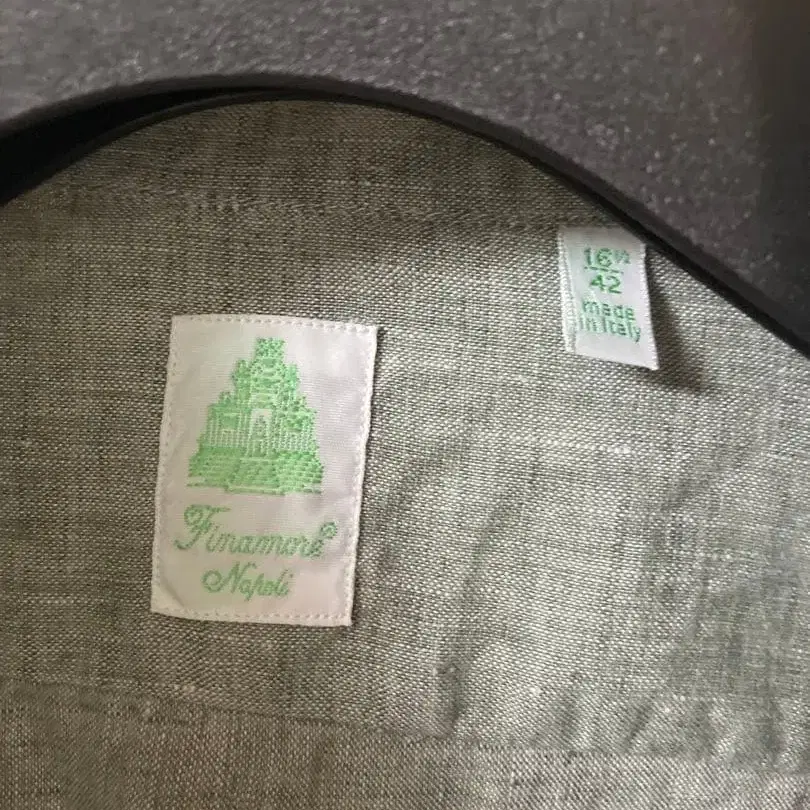 16½
42
made
in Italy
Finamore
Napoli